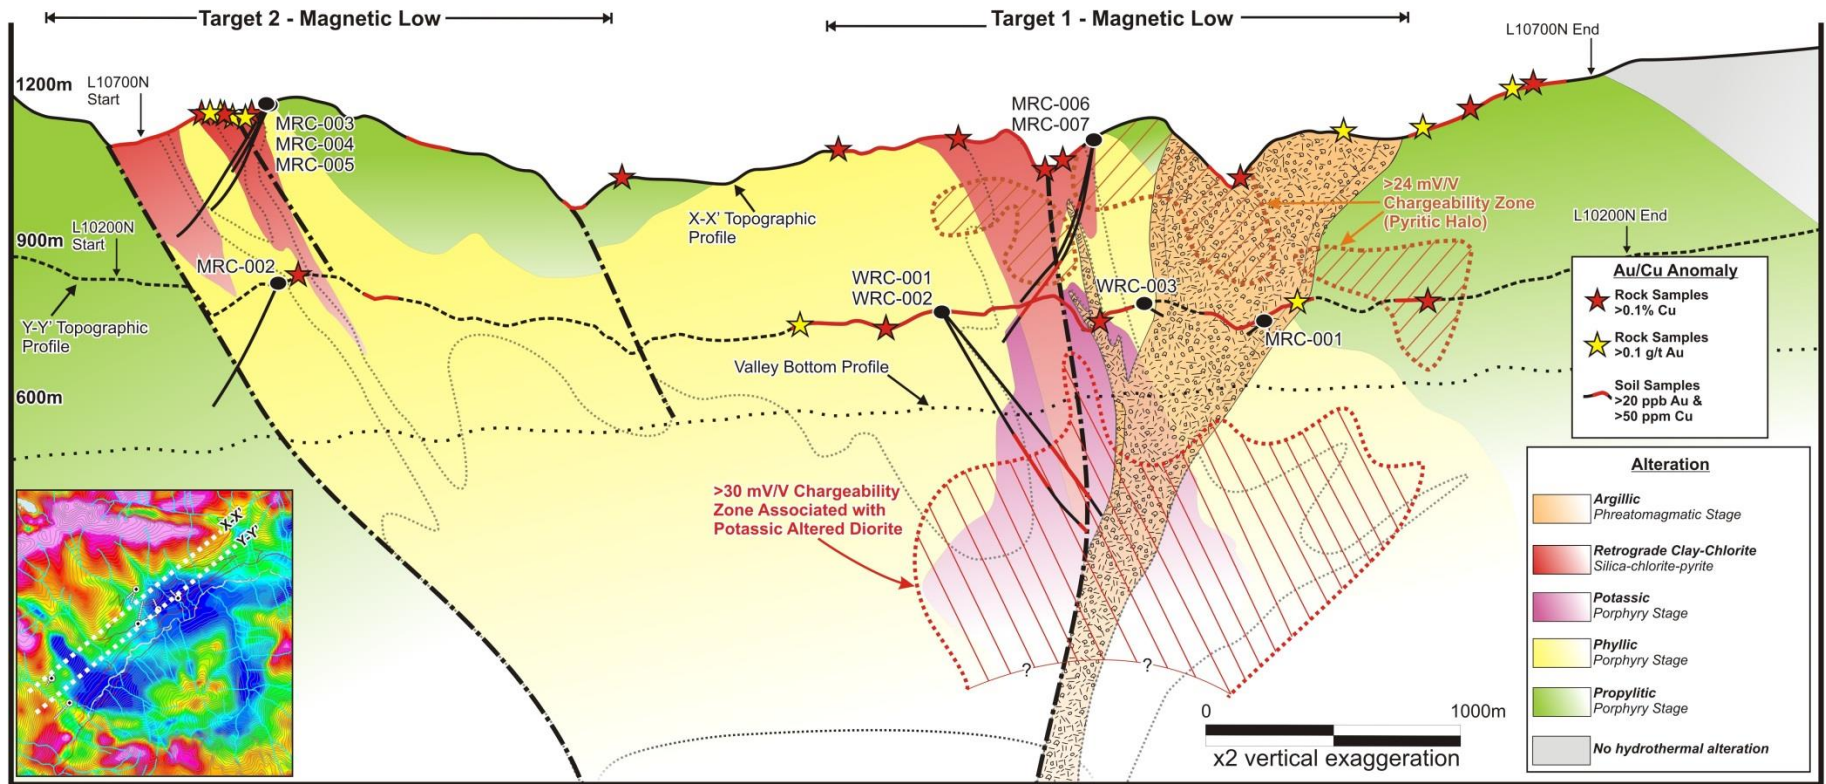 Target 2 - Magnetic Low
Target 1 - Magnetic Low
L10700N End
1200m
L10700N
Start
MRC-003
MRC-004
MRC-005
MRC-006
MRC-007
X-X' Topographic
Profile
>24 mV/V
Chargeability Zone
(Pyritic Halo)
L10200N End
900m
L10200N
Start
MRC-002
WRC-001
WRC-002
WRC-003
MRC-001
Y-Y' Topographic
Profile
Valley Bottom Profile
600m
Au/Cu Anomaly
Rock Samples
>0.1% Cu
Rock Samples
>0.1 g/t Au
Soil Samples
>20 ppb Au &
>50 ppm Cu
>30 mV/V Chargeability
Zone Associated with
Potassic Altered Diorite
X-X'
Y-Y'
?
?
0
1000m
x2 vertical exaggeration
Alteration
Argillic
Phreatomagmatic Stage
Retrograde Clay-Chlorite
Silica-chlorite-pyrite
Potassic
Porphyry Stage
Phyllic
Porphyry Stage
Propylitic
Porphyry Stage
No hydrothermal alteration